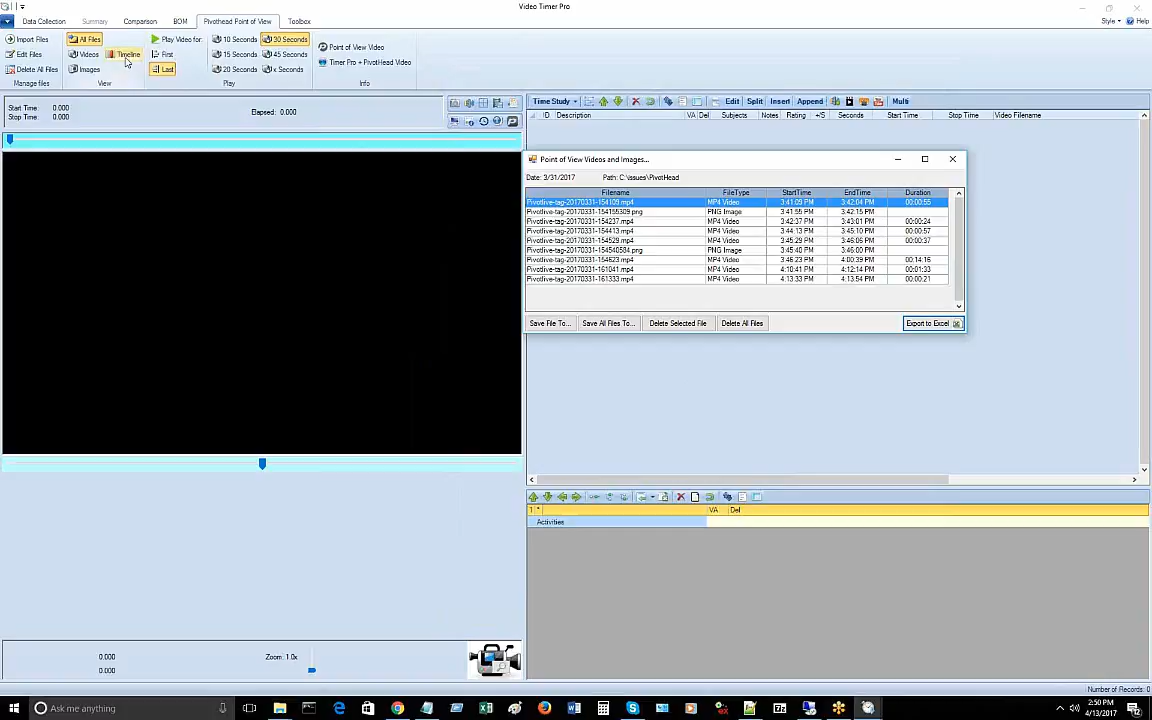 Video Timer Pro
Data Collection Summary Comparison BOM Pivothead Point of View Toolbox Style Help
Import Files All Files Play Video for: 10 Seconds 30 Seconds Point of View Video
Edit Files Videos Timeline First 15 Seconds 45 Seconds Timer Pro + PivotHead Video
Delete All Files Images Last 20 Seconds x Seconds
Manage files View Play Info
Start Time: 0.000
Stop Time: 0.000
Elapsed: 0.000
Time Study Edit Split Insert Append Multi
ID Description VA Del Subjects Notes Rating +/S Seconds Start Time Stop Time Video Filename
Point of View Videos and Images...
Date: 3/31/2017 Path: C:\issues\PivotHead
Filename FileType StartTime EndTime Duration
Pivotlive-tag-20170331-154109.mp4 MP4 Video 3:41:09 PM 3:42:04 PM 00:00:55
Pivotlive-tag-20170331-154155309.png PNG Image 3:41:55 PM 3:42:15 PM
Pivotlive-tag-20170331-154237.mp4 MP4 Video 3:42:37 PM 3:43:01 PM 00:00:24
Pivotlive-tag-20170331-154413.mp4 MP4 Video 3:44:13 PM 3:45:10 PM 00:00:57
Pivotlive-tag-20170331-154529.mp4 MP4 Video 3:45:29 PM 3:46:06 PM 00:00:37
Pivotlive-tag-20170331-154540584.png PNG Image 3:45:40 PM 3:46:00 PM
Pivotlive-tag-20170331-154623.mp4 MP4 Video 3:46:23 PM 4:00:39 PM 00:14:16
Pivotlive-tag-20170331-161041.mp4 MP4 Video 4:10:41 PM 4:12:14 PM 00:01:33
Pivotlive-tag-20170331-161333.mp4 MP4 Video 4:13:33 PM 4:13:54 PM 00:00:21
Save File To... Save All Files To... Delete Selected File Delete All Files Export to Excel
1 * VA Del
Activities
0.000 Zoom: 1.0x
0.000
Number of Records: 0
Ask me anything
2:50 PM
4/13/2017